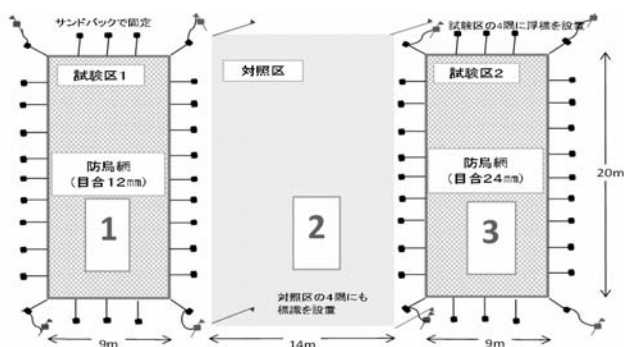 サンドバックで固定
試験区の4隅に浮標を設置
試験区1
対照区
試験区2
防鳥網
(目合12㎜)
防鳥網
(目合24㎜)
20m
1
2
3
対照区の4隅にも
標識を設置
9m
14m
9m